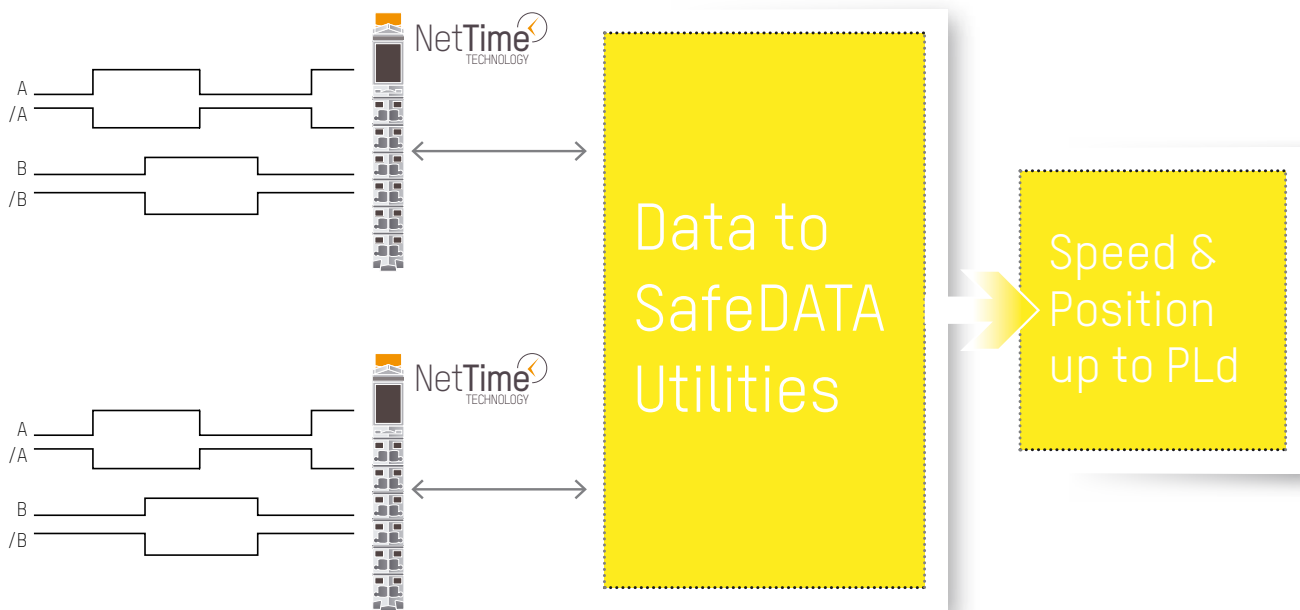 NetTime
TECHNOLOGY
A
/A
B
/B
NetTime
TECHNOLOGY
A
/A
B
/B
Data to
SafeDATA
Utilities
Speed &
Position
up to PLd